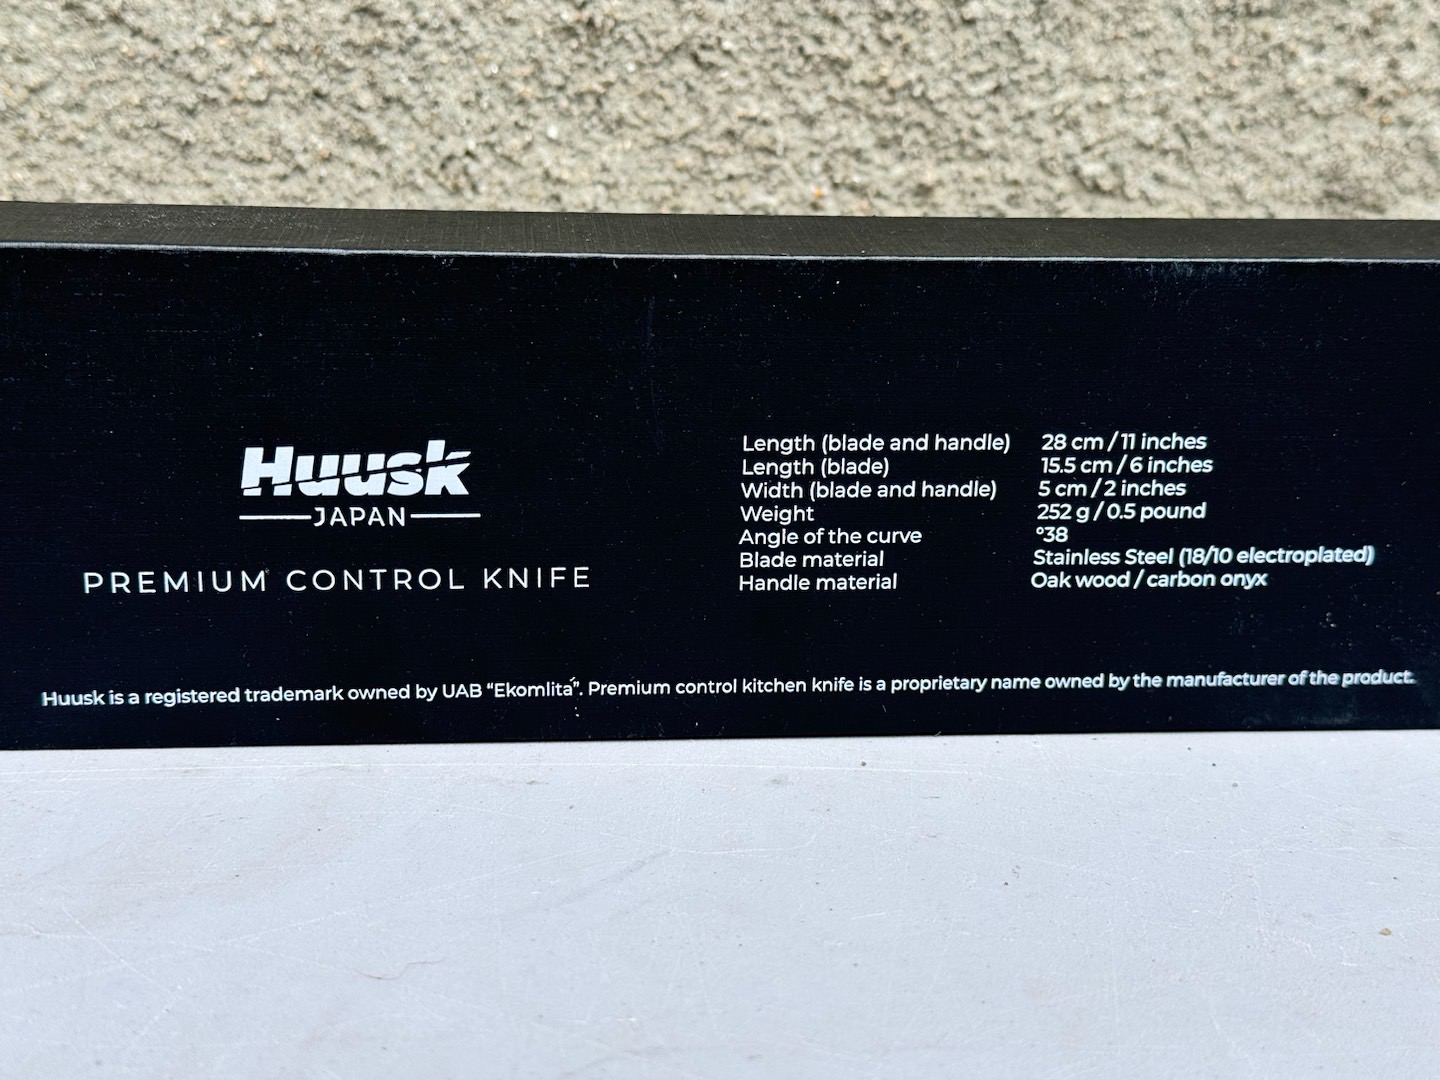 Huusk
JAPAN
PREMIUM CONTROL KNIFE
Length (blade and handle) 28 cm / 11 inches
Length (blade) 15.5 cm / 6 inches
Width (blade and handle) 5 cm / 2 inches
Weight 252 g / 0.5 pound
Angle of the curve °38
Blade material Stainless Steel (18/10 electroplated)
Handle material Oak wood / carbon onyx
Huusk is a registered trademark owned by UAB “Ekomlita”. Premium control kitchen knife is a proprietary name owned by the manufacturer of the product.